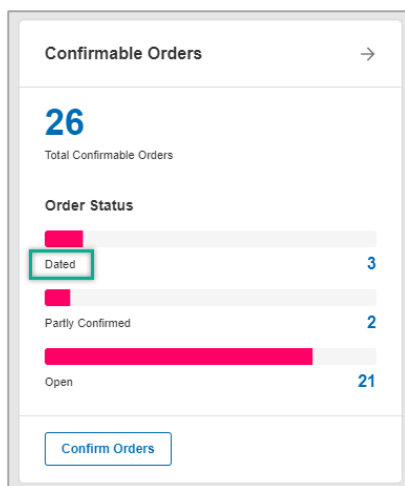 Confirmable Orders
26
Total Confirmable Orders
Order Status
Dated 3
Partly Confirmed 2
Open 21
Confirm Orders